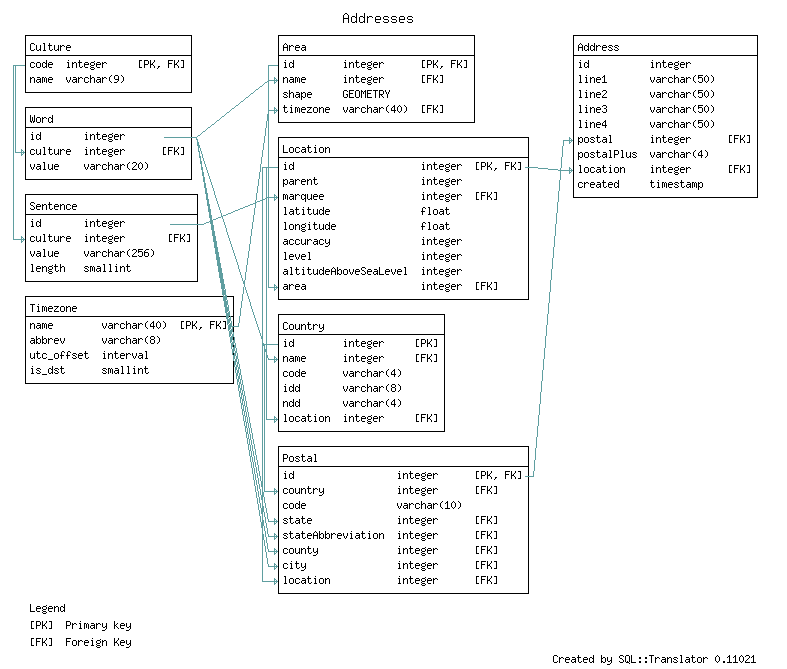 Addresses
Culture
code integer [PK, FK]
name varchar(9)
Word
id integer
culture integer [FK]
value varchar(20)
Sentence
id integer
culture integer [FK]
value varchar(256)
length smallint
Timezone
name varchar(40) [PK, FK]
abbrev varchar(8)
utc_offset interval
is_dst smallint
Area
id integer [PK, FK]
name integer [FK]
shape GEOMETRY
timezone varchar(40) [FK]
Location
id integer [PK, FK]
parent integer
marquee integer [FK]
latitude float
longitude float
accuracy integer
level integer
altitudeAboveSeaLevel integer
area integer [FK]
Country
id integer [PK]
name integer [FK]
code varchar(4)
idd varchar(8)
ndd varchar(4)
location integer [FK]
Postal
id integer [PK, FK]
country integer [FK]
code varchar(10)
state integer [FK]
stateAbbreviation integer [FK]
county integer [FK]
city integer [FK]
location integer [FK]
Address
id integer
line1 varchar(50)
line2 varchar(50)
line3 varchar(50)
line4 varchar(50)
postal integer [FK]
postalPlus varchar(4)
location integer [FK]
created timestamp
Legend
[PK] Primary key
[FK] Foreign Key
Created by SQL::Translator 0.11021